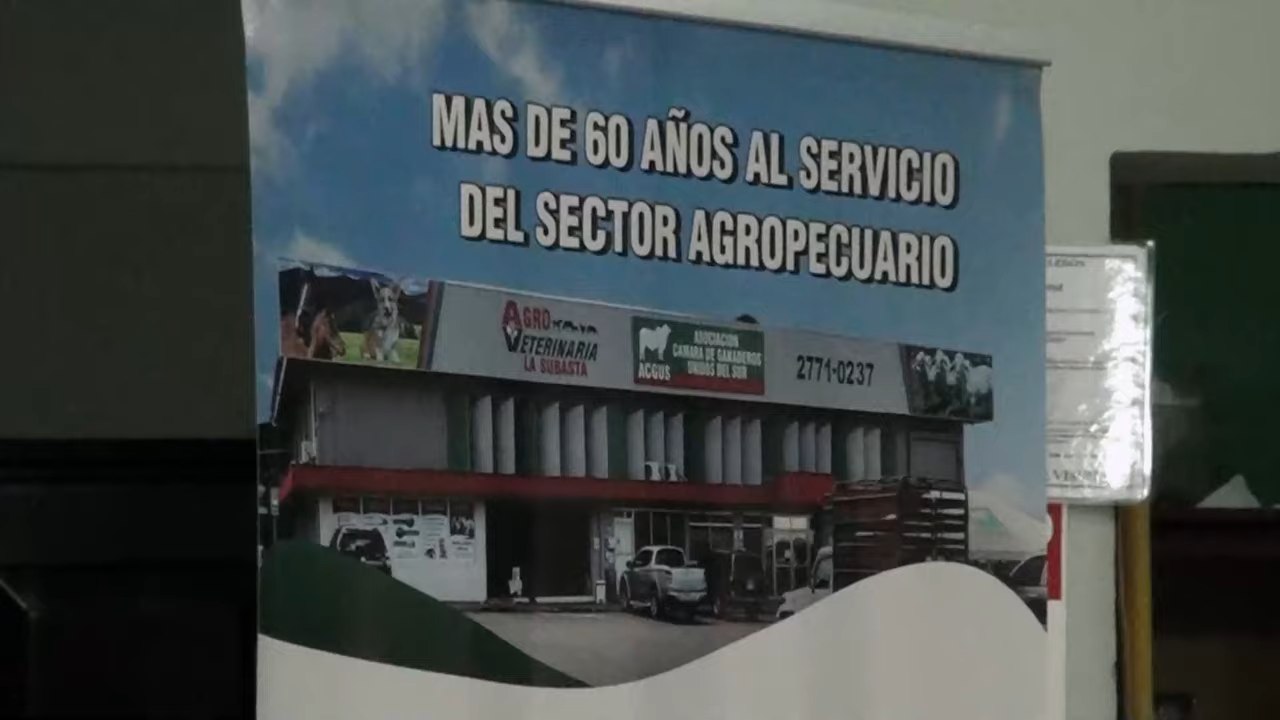 MAS DE 60 AÑOS AL SERVICIO
DEL SECTOR AGROPECUARIO
AGRO
VETERINARIA
LA SUBASTA
ACGUS
ASOCIACION
CAMARA DE GANADEROS
UNIDOS DEL SUR
2771-0237